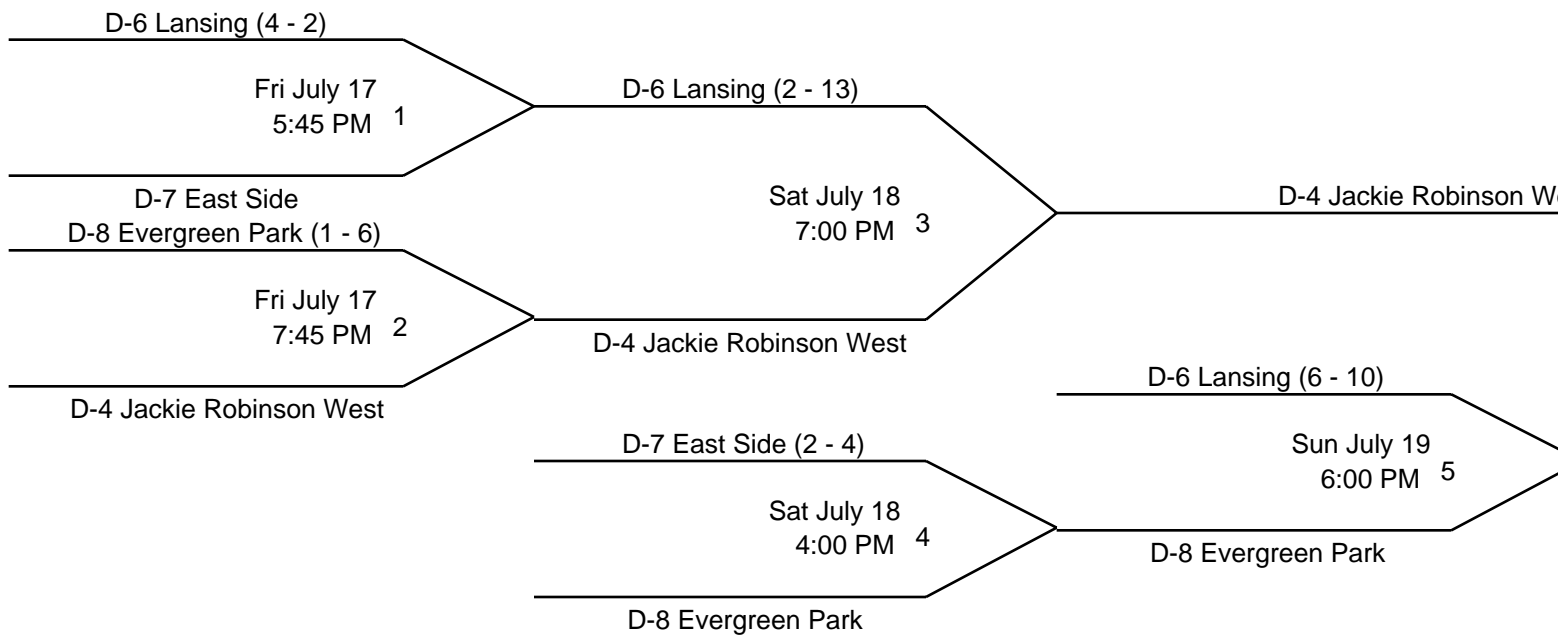 D-6 Lansing (4 - 2)
Fri July 17
5:45 PM 1
D-7 East Side
D-8 Evergreen Park (1 - 6)
Fri July 17
7:45 PM 2
D-4 Jackie Robinson West
D-6 Lansing (2 - 13)
Sat July 18
7:00 PM 3
D-4 Jackie Robinson West
D-4 Jackie Robinson
D-7 East Side (2 - 4)
Sat July 18
4:00 PM 4
D-8 Evergreen Park
D-6 Lansing (6 - 10)
Sun July 19
6:00 PM 5
D-8 Evergreen Park